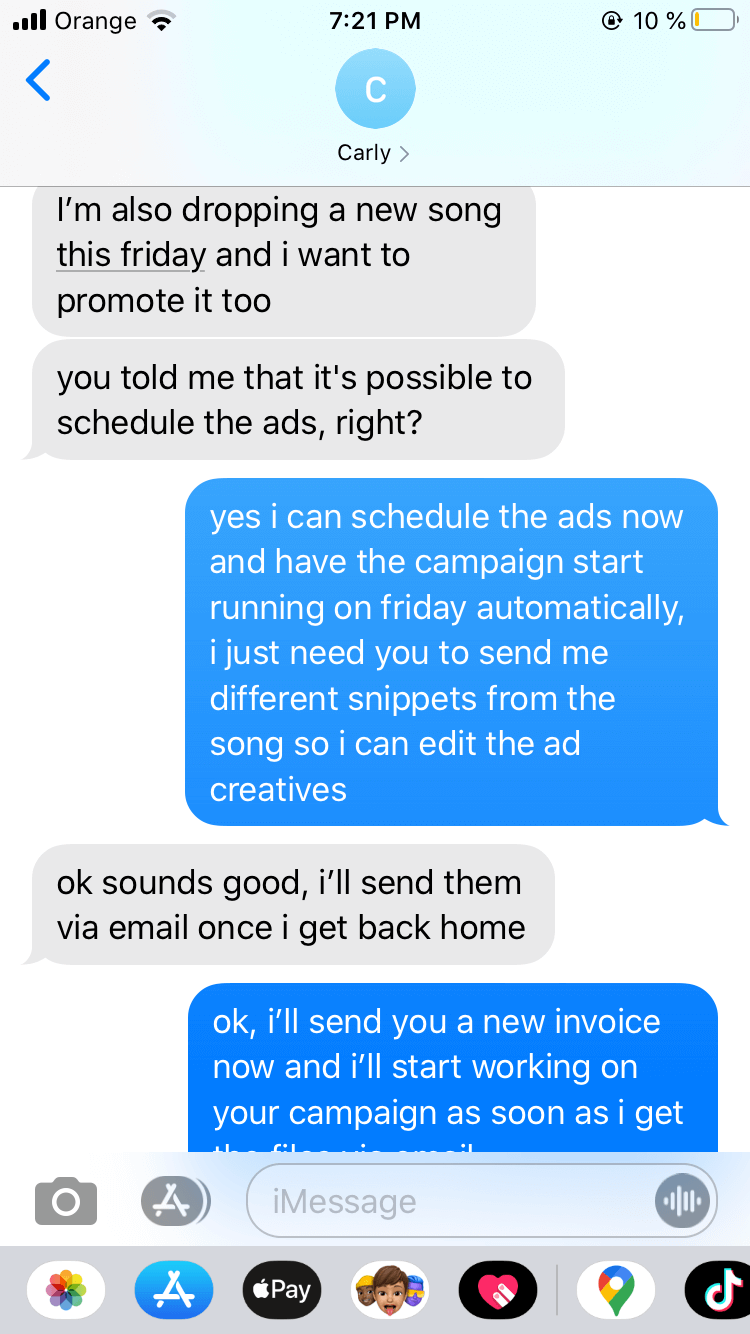 Orange 7:21 PM 10 %
C
Carly
I’m also dropping a new song
this friday and i want to
promote it too
you told me that it's possible to
schedule the ads, right?
yes i can schedule the ads now
and have the campaign start
running on friday automatically,
i just need you to send me
different snippets from the
song so i can edit the ad
creatives
ok sounds good, i’ll send them
via email once i get back home
ok, i’ll send you a new invoice
now and i’ll start working on
your campaign as soon as i get
the files via email
iMessage
Pay